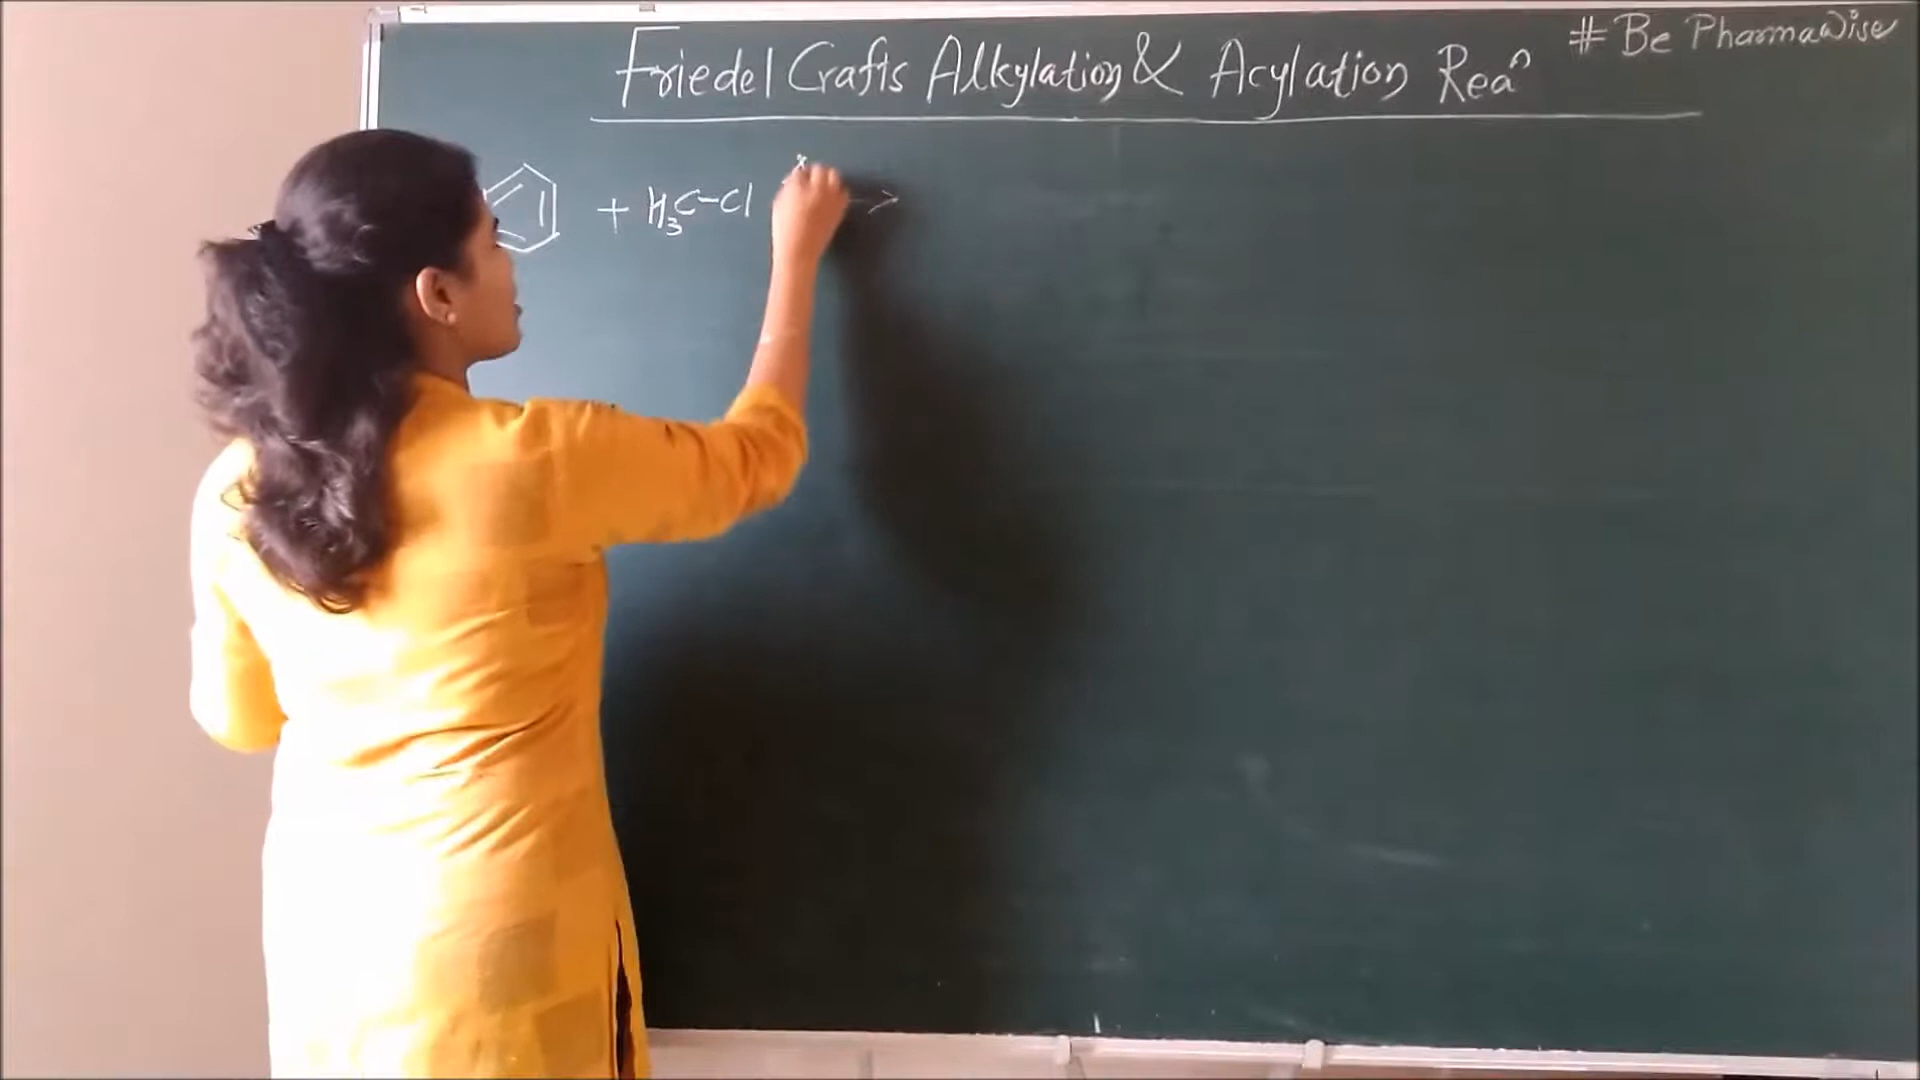 # Be PharmaWise
Friedel Crafts Alkylation & Acylation Reaⁿ
+ H₃C-Cl →